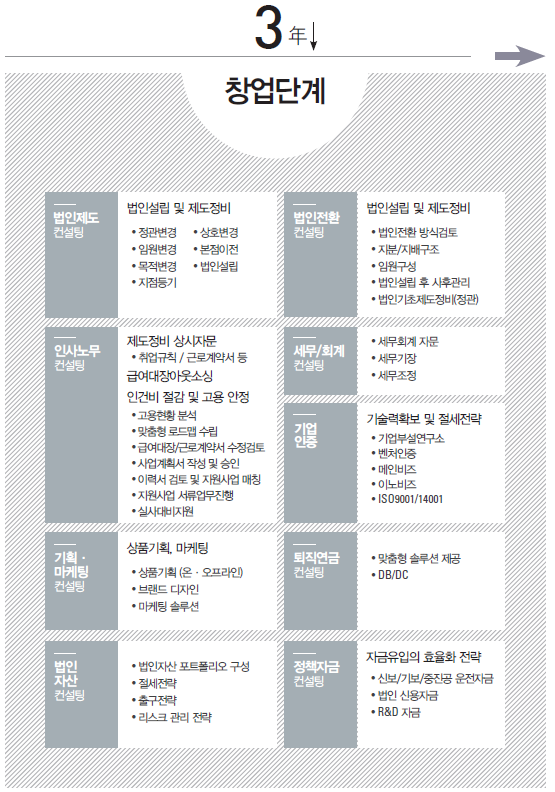 3年↓
창업단계
법인제도
컨설팅
법인설립 및 제도정비
• 정관변경 • 상호변경
• 임원변경 • 본점이전
• 목적변경 • 법인설립
• 지점등기
법인전환
컨설팅
법인설립 및 제도정비
• 법인전환 방식검토
• 지분/지배구조
• 임원구성
• 법인설립 후 사후관리
• 법인기초제도정비(정관)
인사노무
컨설팅
제도정비 상시자문
• 취업규칙 / 근로계약서 등
급여대장아웃소싱
인건비 절감 및 고용 안정
• 고용현황 분석
• 맞춤형 로드맵 수립
• 급여대장/근로계약서 수정검토
• 사업계획서 작성 및 승인
• 이력서 검토 및 지원사업 매칭
• 지원사업 서류업무진행
• 실사대비지원
세무/회계
컨설팅
• 세무회계 자문
• 세무기장
• 세무조정
기업
인증
기술력확보 및 절세전략
• 기업부설연구소
• 벤처인증
• 메인비즈
• 이노비즈
• ISO9001/14001
기획 ·
마케팅
컨설팅
상품기획, 마케팅
• 상품기획 (온 · 오프라인)
• 브랜드 디자인
• 마케팅 솔루션
퇴직연금
컨설팅
• 맞춤형 솔루션 제공
• DB/DC
법인
자산
컨설팅
• 법인자산 포트폴리오 구성
• 절세전략
• 출구전략
• 리스크 관리 전략
정책자금
컨설팅
자금유입의 효율화 전략
• 신보/기보/중진공 운전자금
• 법인 신용자금
• R&D 자금